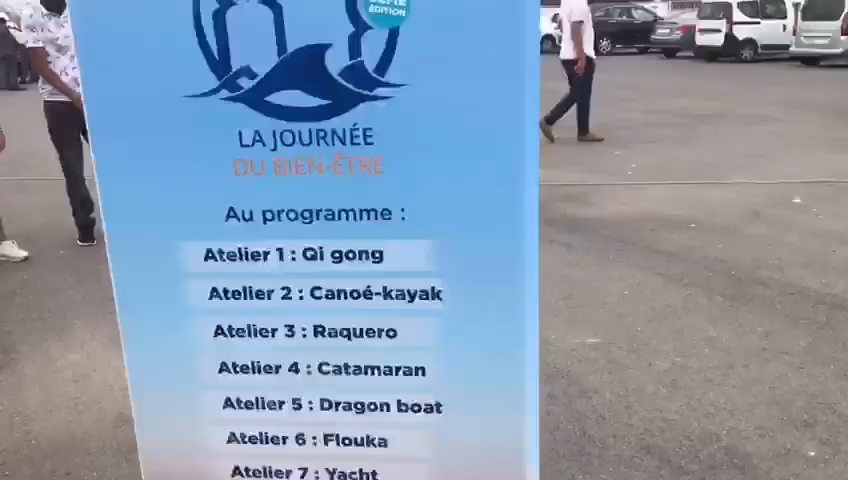 ÉDITION
LA JOURNÉE
DU BIEN-ÊTRE
Au programme :
Atelier 1 : Qi gong
Atelier 2 : Canoé-kayak
Atelier 3 : Raquero
Atelier 4 : Catamaran
Atelier 5 : Dragon boat
Atelier 6 : Flouka
Atelier 7 : Yacht